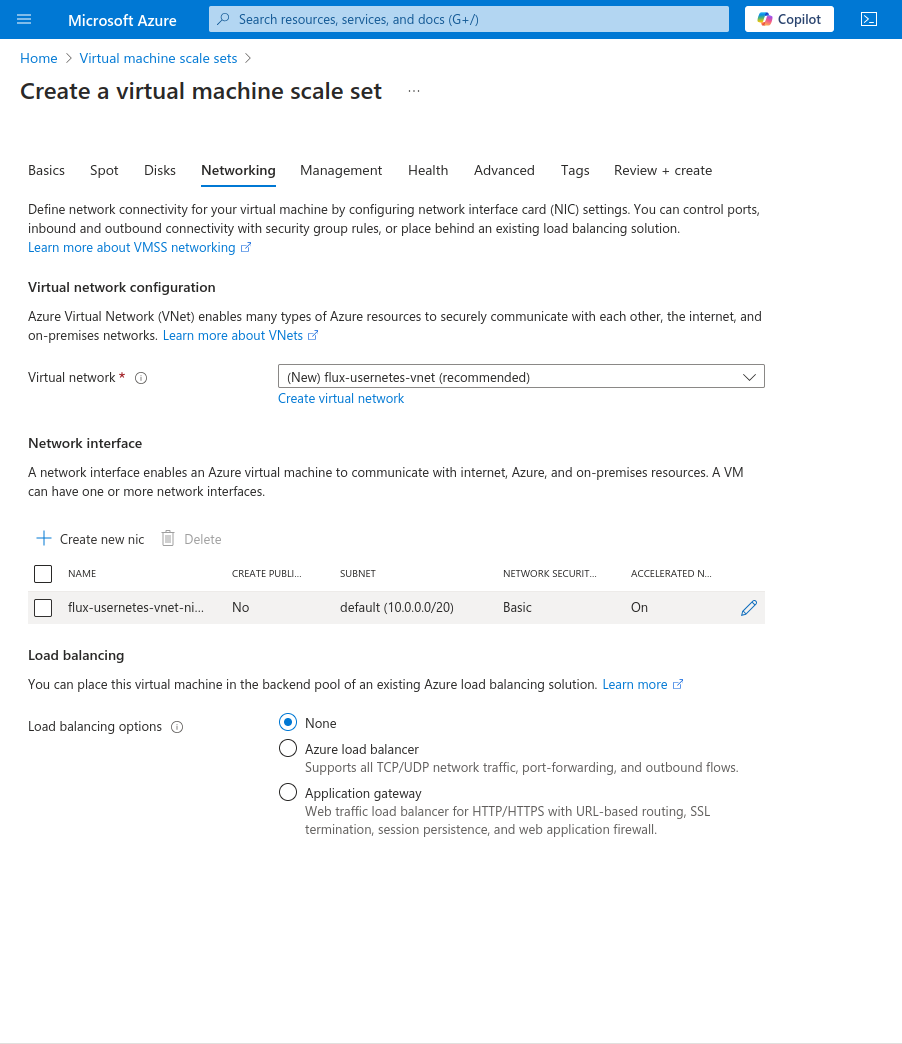 Microsoft Azure
Search resources, services, and docs (G+/)
Copilot
Home > Virtual machine scale sets >
Create a virtual machine scale set ...
Basics Spot Disks Networking Management Health Advanced Tags Review + create
Define network connectivity for your virtual machine by configuring network interface card (NIC) settings. You can control ports,
inbound and outbound connectivity with security group rules, or place behind an existing load balancing solution.
Learn more about VMSS networking
Virtual network configuration
Azure Virtual Network (VNet) enables many types of Azure resources to securely communicate with each other, the internet, and
on-premises networks. Learn more about VNets
Virtual network *
(New) flux-usernetes-vnet (recommended)
Create virtual network
Network interface
A network interface enables an Azure virtual machine to communicate with internet, Azure, and on-premises resources. A VM
can have one or more network interfaces.
Create new nic Delete
NAME CREATE PUBLI... SUBNET NETWORK SECURIT... ACCELERATED N...
flux-usernetes-vnet-ni... No default (10.0.0.0/20) Basic On
Load balancing
You can place this virtual machine in the backend pool of an existing Azure load balancing solution. Learn more
Load balancing options
None
Azure load balancer
Supports all TCP/UDP network traffic, port-forwarding, and outbound flows.
Application gateway
Web traffic load balancer for HTTP/HTTPS with URL-based routing, SSL
termination, session persistence, and web application firewall.